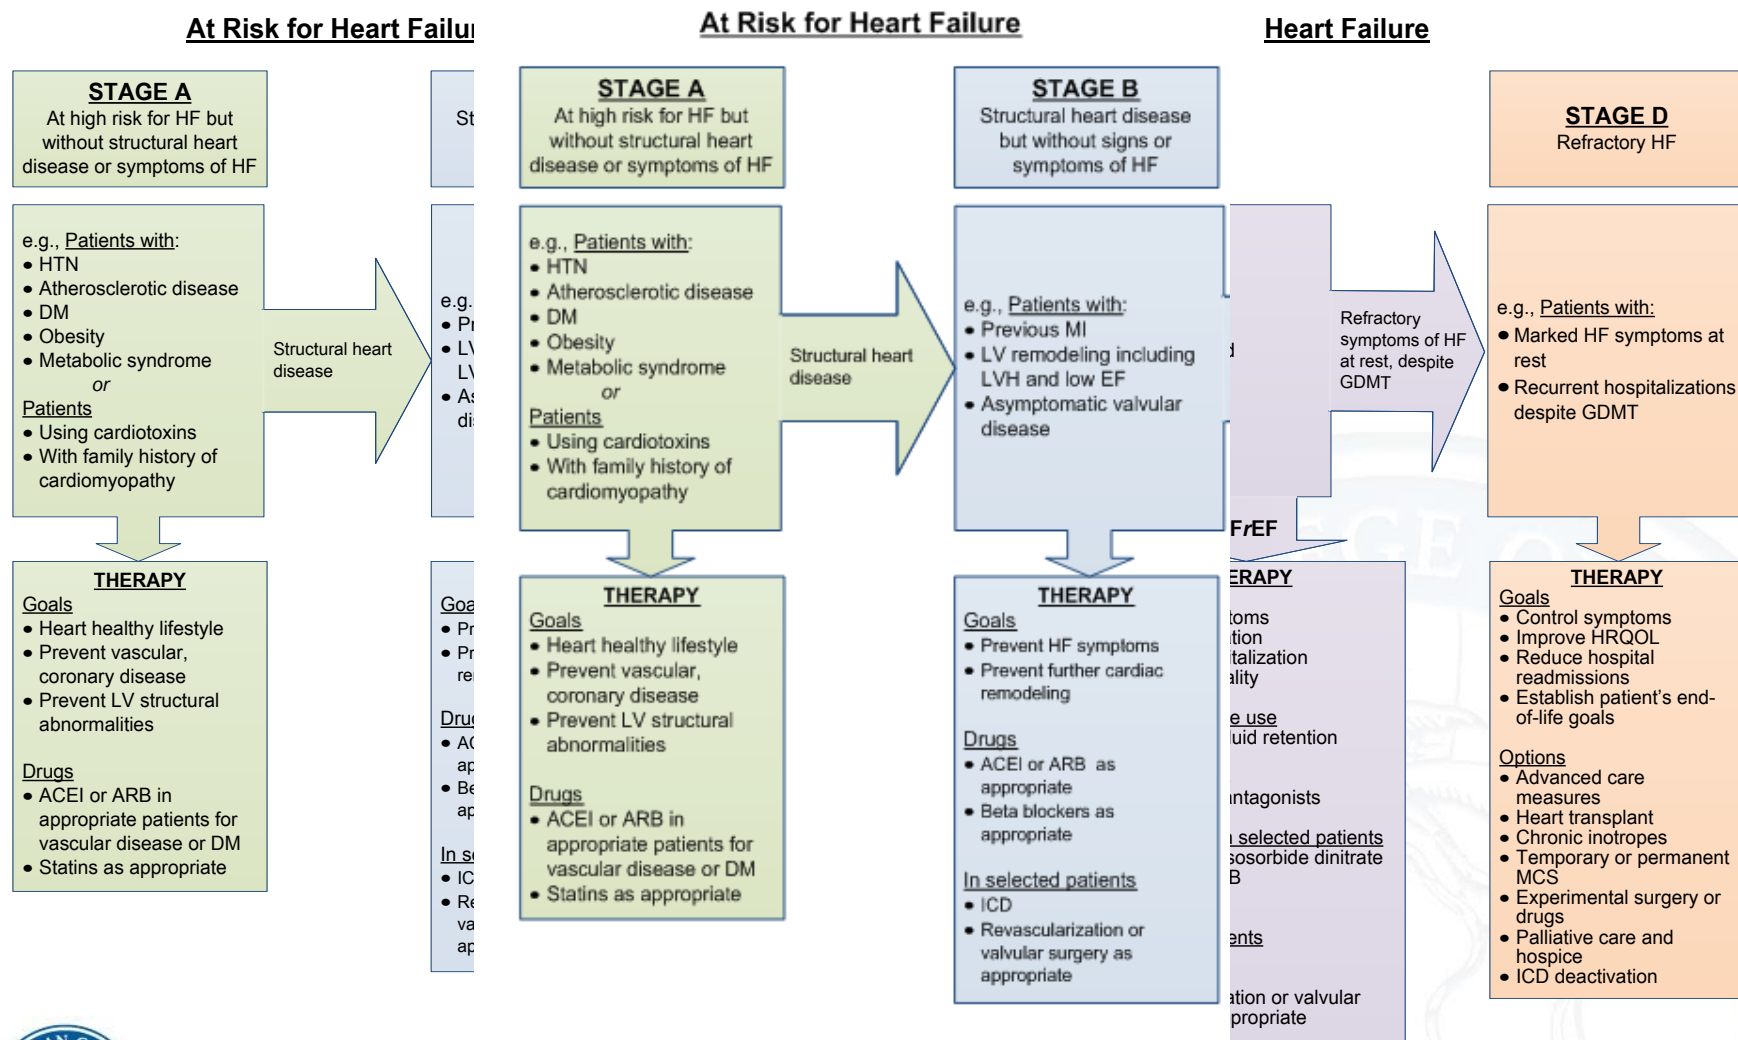 At Risk for Heart
STAGE A
At high risk for HF but
without structural heart
disease or symptoms of HF
e.g., Patients with:
● HTN
● Atherosclerotic disease
● DM
● Obesity
● Metabolic syndrome
or
Patients
● Using cardiotoxins
● With family history of
cardiomyopathy
Structural heart
disease
THERAPY
Goals
● Heart healthy lifestyle
● Prevent vascular,
coronary disease
● Prevent LV structural
abnormalities
Drugs
● ACEI or ARB in
appropriate patients for
vascular disease or DM
● Statins as appropriate
At Risk for Heart Failure
STAGE A
At high risk for HF but
without structural heart
disease or symptoms of HF
e.g., Patients with:
● HTN
● Atherosclerotic disease
● DM
● Obesity
● Metabolic syndrome
or
Patients
● Using cardiotoxins
● With family history of
cardiomyopathy
Structural heart
disease
THERAPY
Goals
● Heart healthy lifestyle
● Prevent vascular,
coronary disease
● Prevent LV structural
abnormalities
Drugs
● ACEI or ARB in
appropriate patients for
vascular disease or DM
● Statins as appropriate
STAGE B
Structural heart disease
but without signs or
symptoms of HF
e.g., Patients with:
● Previous MI
● LV remodeling including
LVH and low EF
● Asymptomatic valvular
disease
THERAPY
Goals
● Prevent HF symptoms
● Prevent further cardiac
remodeling
Drugs
● ACEI or ARB as
appropriate
● Beta blockers as
appropriate
In selected patients
● ICD
● Revascularization or
valvular surgery as
appropriate
Heart Failure
FrEF
use
retention
selected patients
dinitrate
or valvular
Refractory
symptoms of HF
at rest, despite
GDMT
STAGE D
Refractory HF
e.g., Patients with:
● Marked HF symptoms at
rest
● Recurrent hospitalizations
despite GDMT
THERAPY
Goals
● Control symptoms
● Improve HRQOL
● Reduce hospital
readmissions
● Establish patient's end-
of-life goals
Options
● Advanced care
measures
● Heart transplant
● Chronic inotropes
● Temporary or permanent
MCS
● Experimental surgery or
drugs
● Palliative care and
hospice
● ICD deactivation